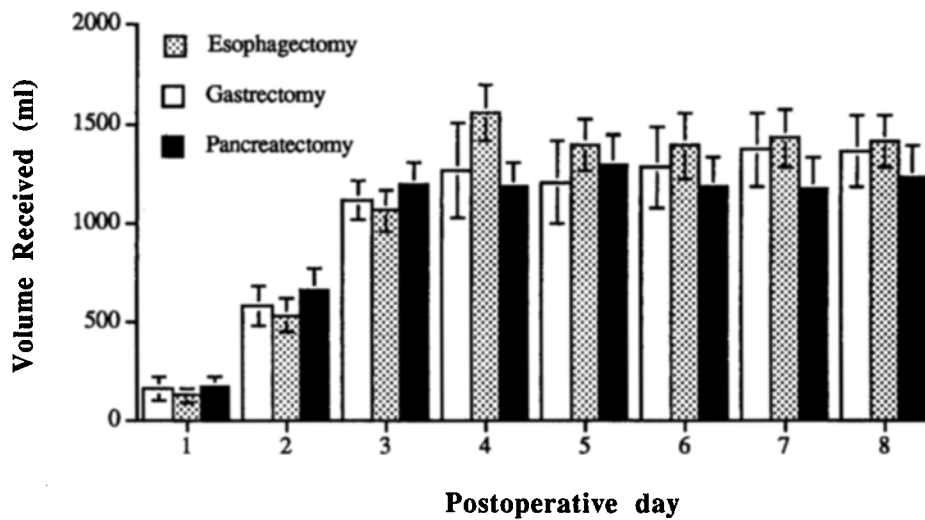 2000
1500
1000
500
0
Volume Received (ml)
Esophagectomy
Gastrectomy
Pancreatectomy
1 2 3 4 5 6 7 8
Postoperative day